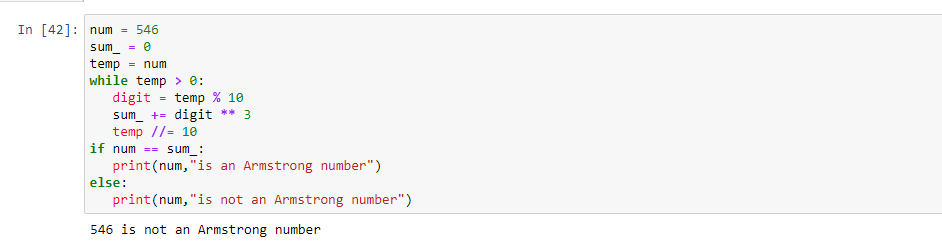 In [42]: num = 546
sum_ = 0
temp = num
while temp > 0:
   digit = temp % 10
   sum_ += digit ** 3
   temp //= 10
if num == sum_:
   print(num,"is an Armstrong number")
else:
   print(num,"is not an Armstrong number")
546 is not an Armstrong number